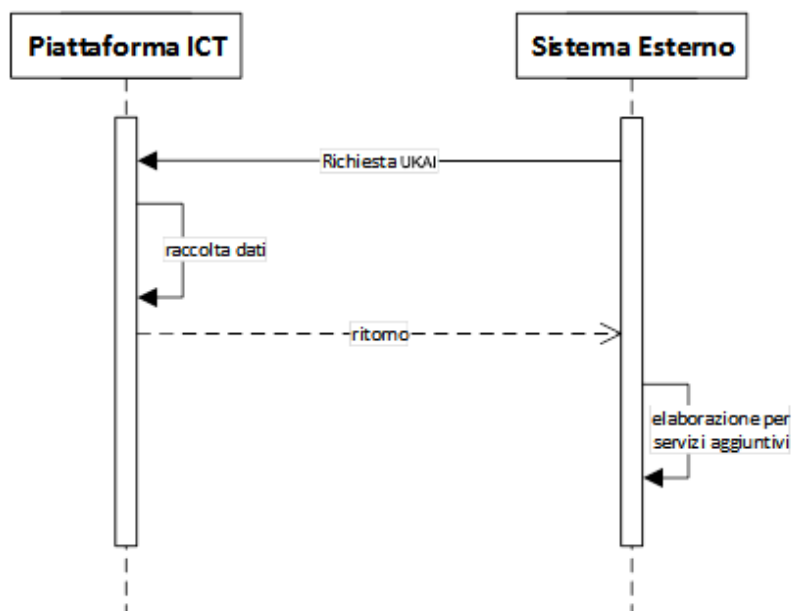 Piattaforma ICT
Sistema Esterno
Richiesta UKAI
raccolta dati
ritorno
elaborazione per
servizi aggiuntivi